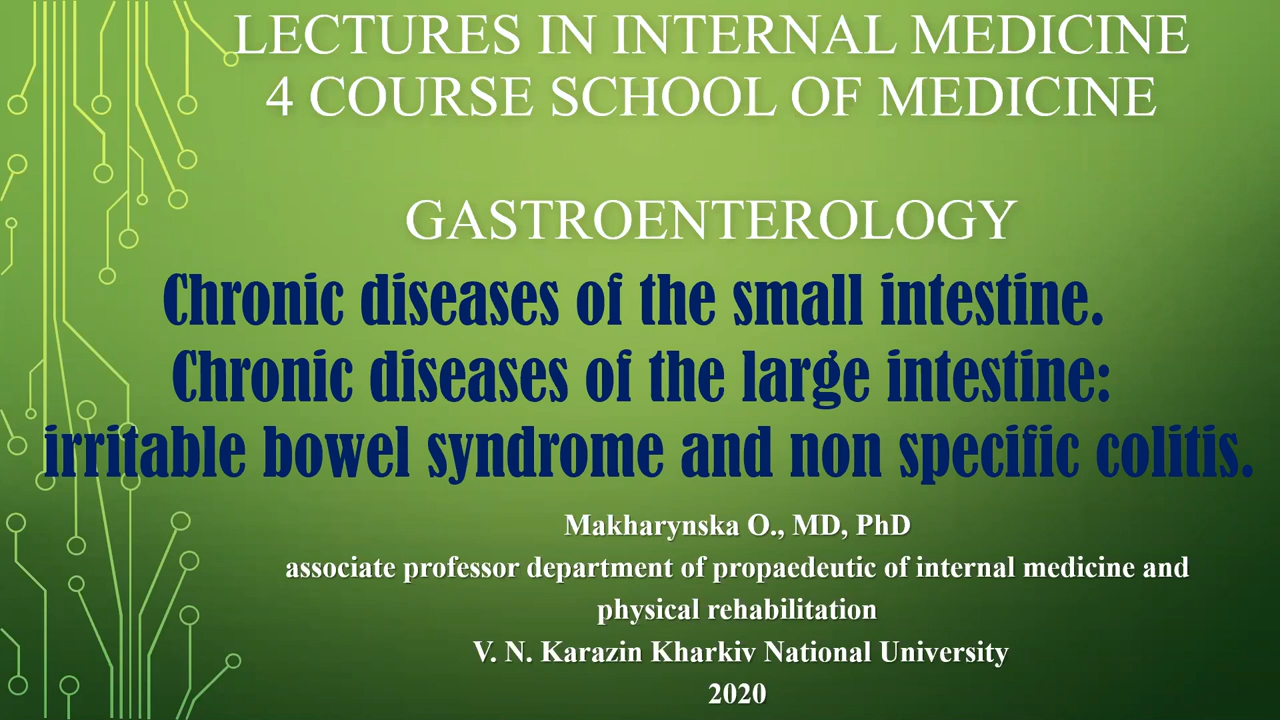 LECTURES IN INTERNAL MEDICINE
4 COURSE SCHOOL OF MEDICINE
GASTROENTEROLOGY
Chronic diseases of the small intestine.
Chronic diseases of the large intestine:
irritable bowel syndrome and non specific colitis.
Makharynska O., MD, PhD
associate professor department of propaedeutic of internal medicine and
physical rehabilitation
V. N. Karazin Kharkiv National University
2020